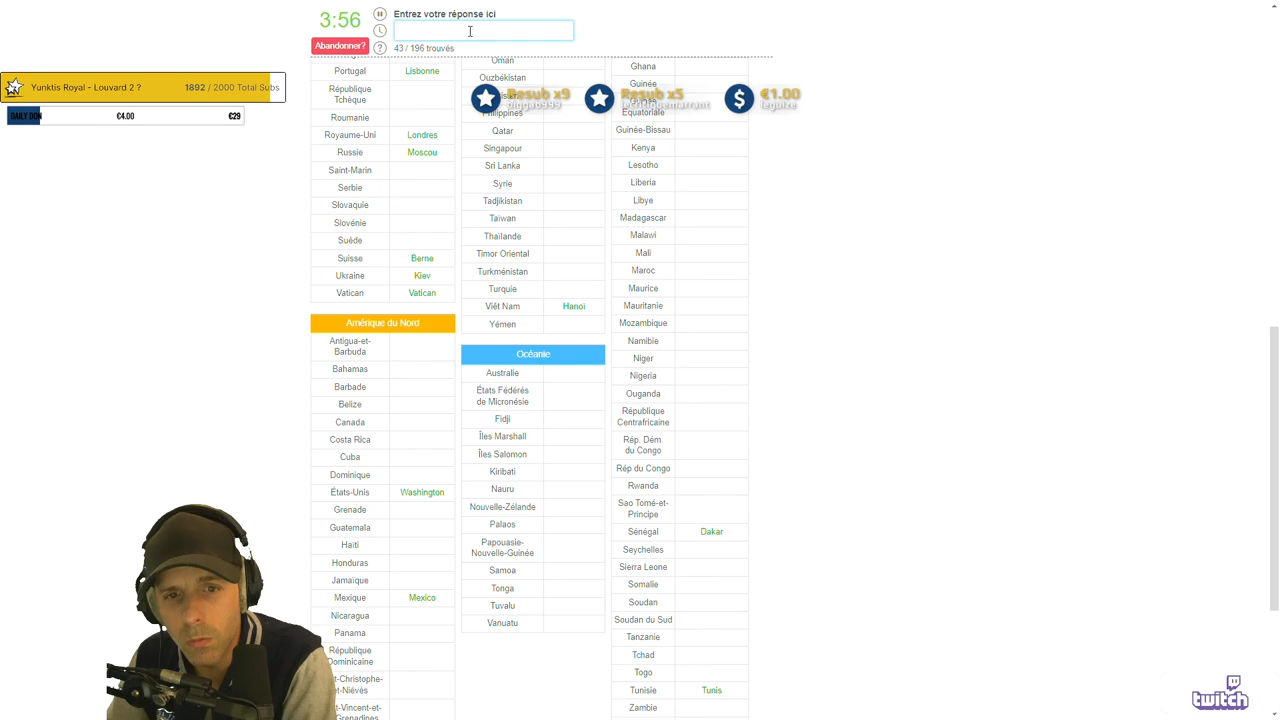 3:56
Entrez votre réponse ici
Abandonner?
43 / 196 trouvés
Yunktis Royal - Louvard 2 ?
1892 / 2000 Total Subs
DAILY DON
€4.00
€29
Resub x9
Resub x5
€1.00
Portugal Lisbonne
République
Tchèque
Roumanie
Royaume-Uni Londres
Russie Moscou
Saint-Marin
Serbie
Slovaquie
Slovénie
Suède
Suisse Berne
Ukraine Kiev
Vatican Vatican
Amérique du Nord
Antigua-et-
Barbuda
Bahamas
Barbade
Belize
Canada
Costa Rica
Cuba
Dominique
États-Unis Washington
Grenade
Guatemala
Haïti
Honduras
Jamaïque
Mexique Mexico
Nicaragua
Panama
République
Dominicaine
t-Christophe-
t-Niévès
t-Vincent-et-
Grenadines
Oman
Ouzbékistan
Philippines
Qatar
Singapour
Sri Lanka
Syrie
Tadjikistan
Taïwan
Thaïlande
Timor Oriental
Turkménistan
Turquie
Viêt Nam Hanoï
Yémen
Océanie
Australie
États Fédérés
de Micronésie
Fidji
Îles Marshall
Îles Salomon
Kiribati
Nauru
Nouvelle-Zélande
Palaos
Papouasie-
Nouvelle-Guinée
Samoa
Tonga
Tuvalu
Vanuatu
Ghana
Guinée
Equatoriale
Guinée-Bissau
Kenya
Lesotho
Liberia
Libye
Madagascar
Malawi
Mali
Maroc
Maurice
Mauritanie
Mozambique
Namibie
Niger
Nigeria
Ouganda
République
Centrafricaine
Rép. Dém.
du Congo
Rép du Congo
Rwanda
Sao Tomé-et-
Principe
Sénégal Dakar
Seychelles
Sierra Leone
Somalie
Soudan
Soudan du Sud
Tanzanie
Tchad
Togo
Tunisie Tunis
Zambie
twitch